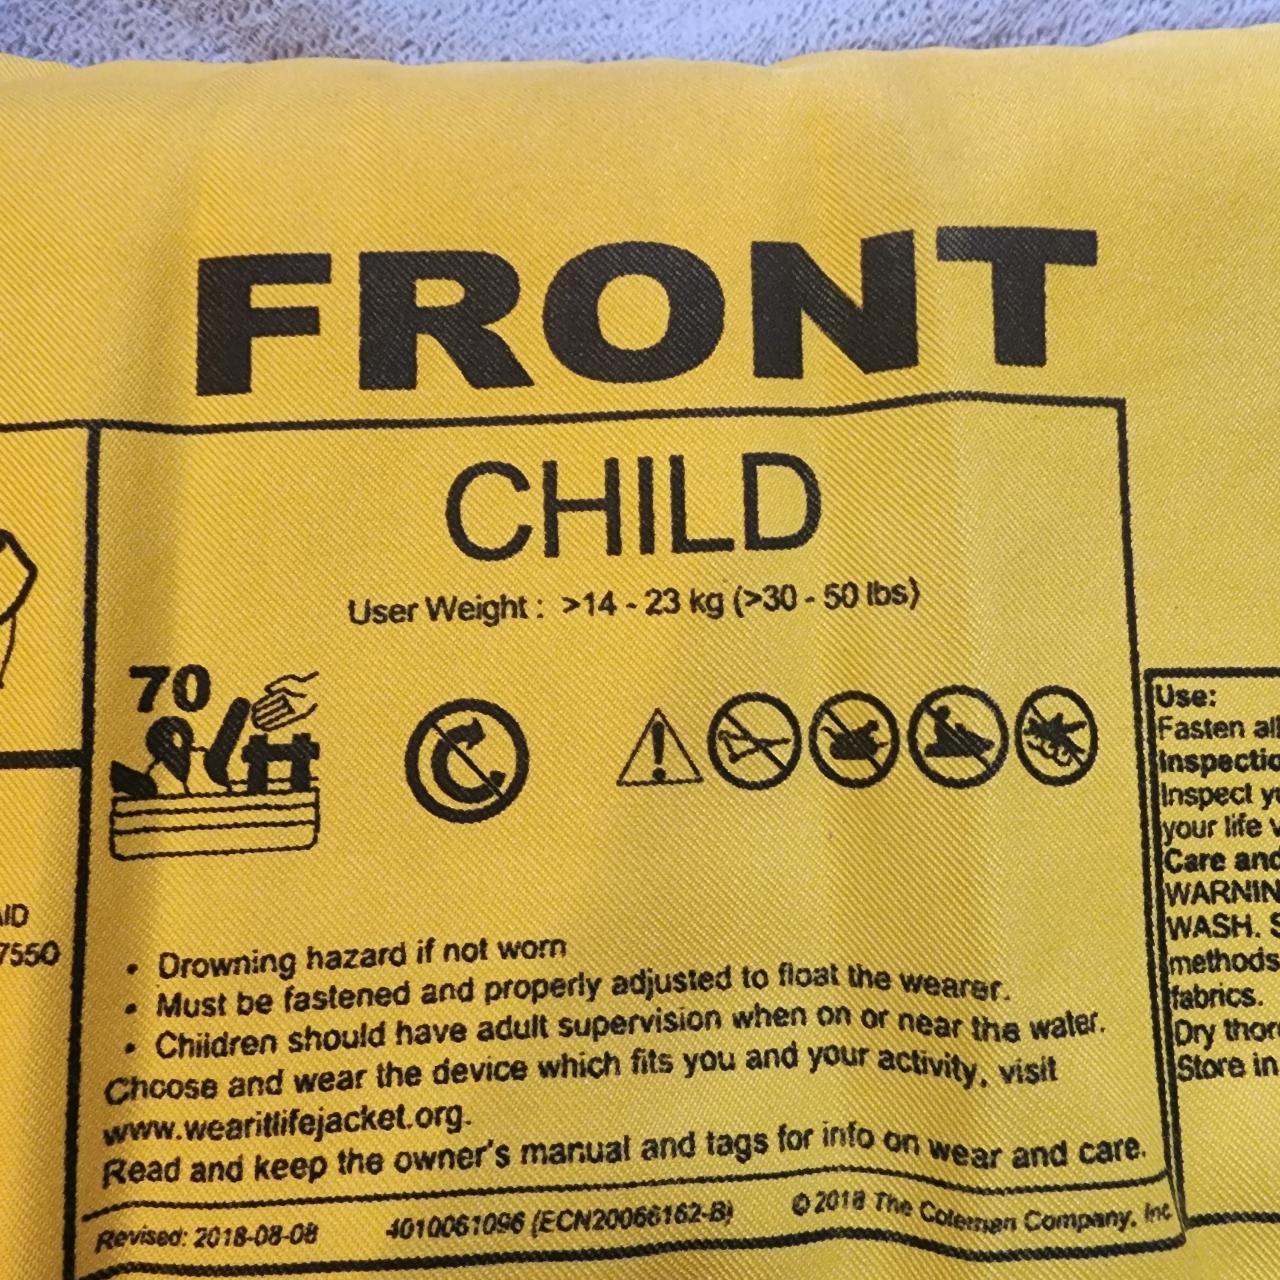 FRONT
CHILD
User Weight : >14 - 23 kg (>30 - 50 lbs)
70
• Drowning hazard if not worn
• Must be fastened and properly adjusted to float the wearer.
• Children should have adult supervision when on or near the water.
Choose and wear the device which fits you and your activity, visit
www.wearitlifejacket.org.
Read and keep the owner's manual and tags for info on wear and care.
Revised: 2018-08-08 4010061096 (ECN20066162-B) © 2018 The Coleman Company, Inc
7550
Use:
Fasten all
Inspect
your life
Care and
WASH.
methods
fabrics.
Dry
Store in